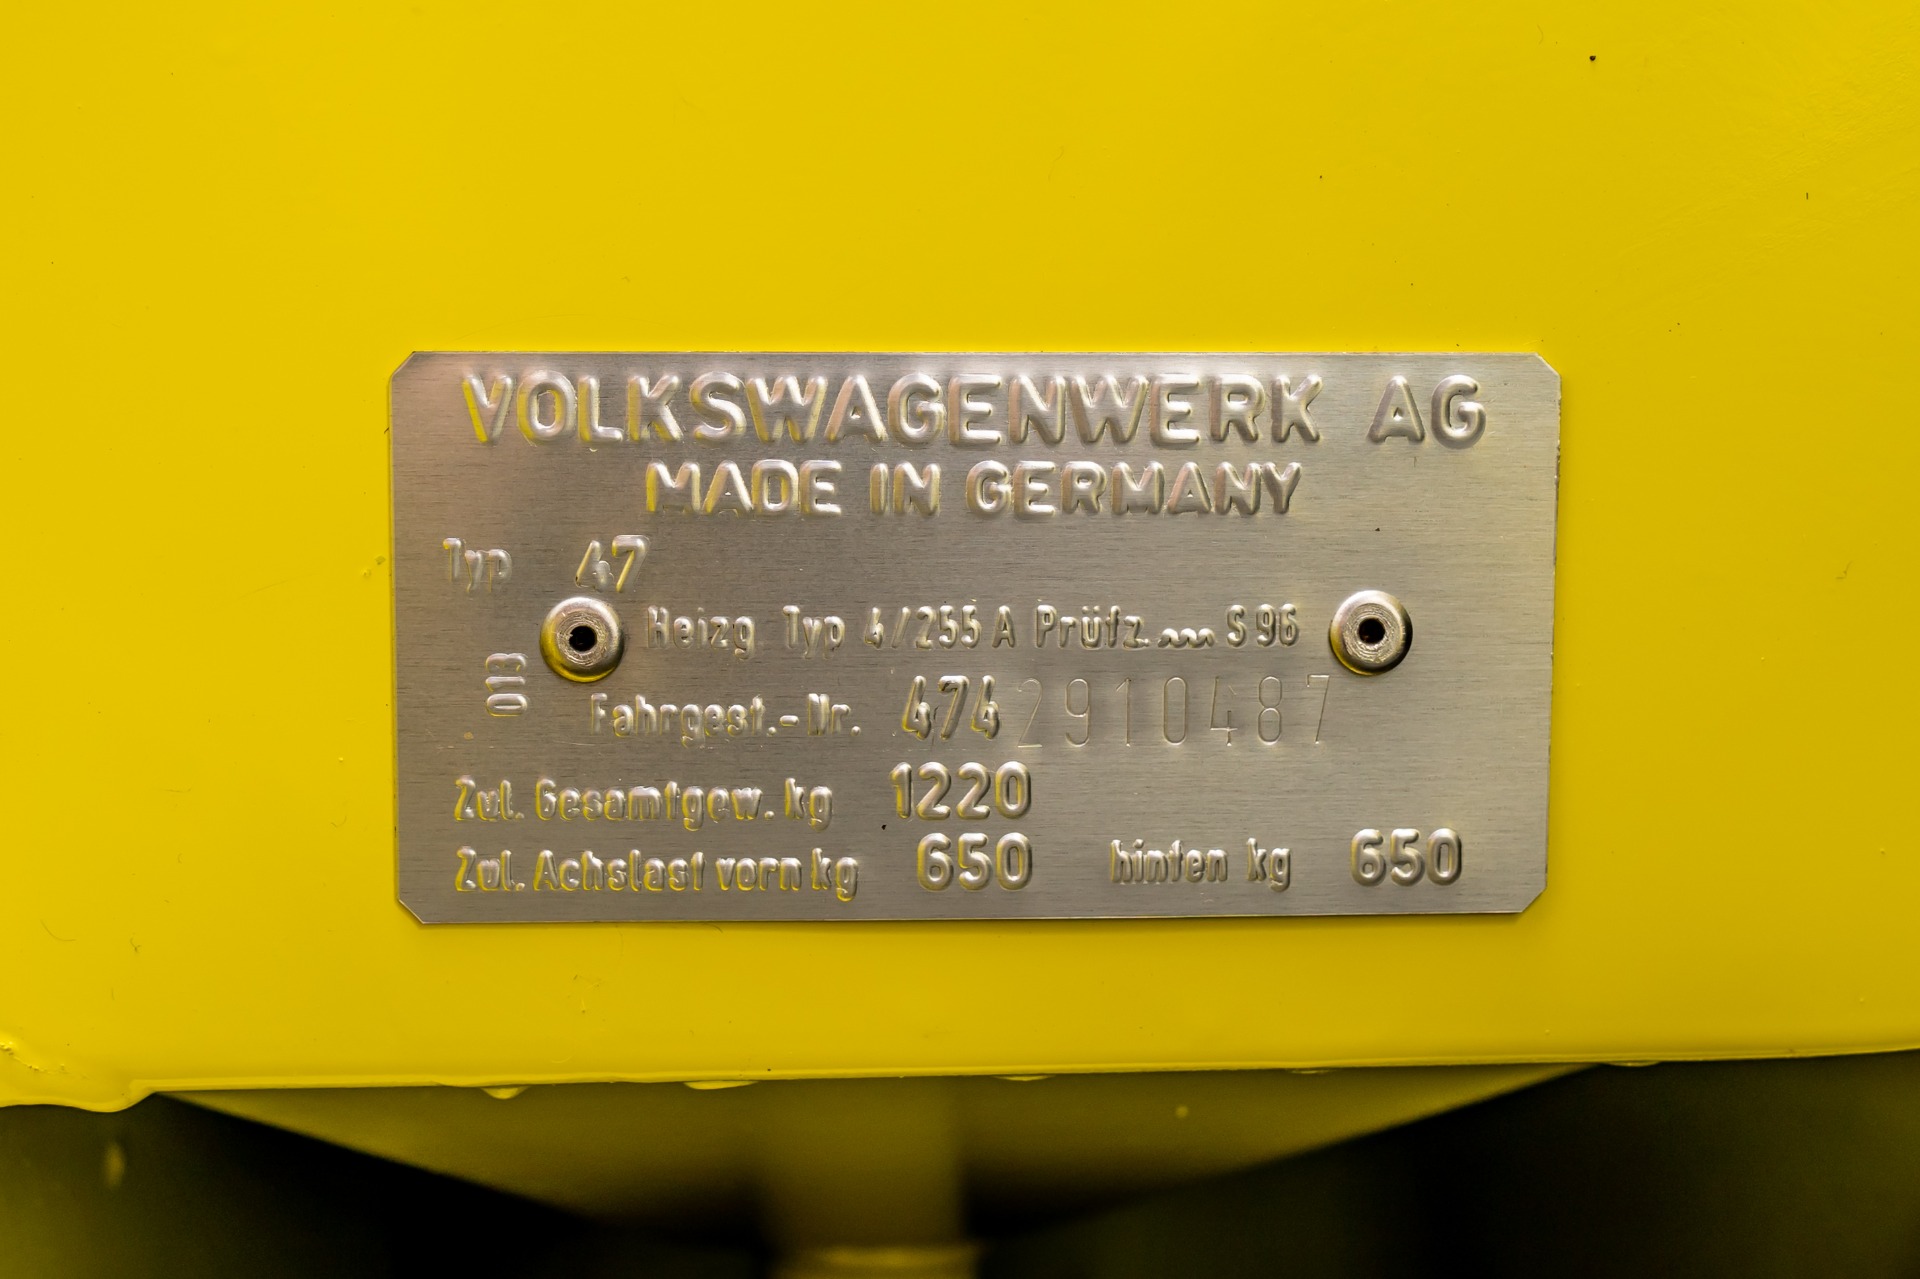 VOLKSWAGENWERK AG
MADE IN GERMANY
Typ 47
Heizg Typ 4/255 A Prüfz. S 96
013
Fahrgest.-Nr. 4742910487
Zul. Gesamtgew. kg 1220
Zul. Achslast vorn kg 650 hinten kg 650